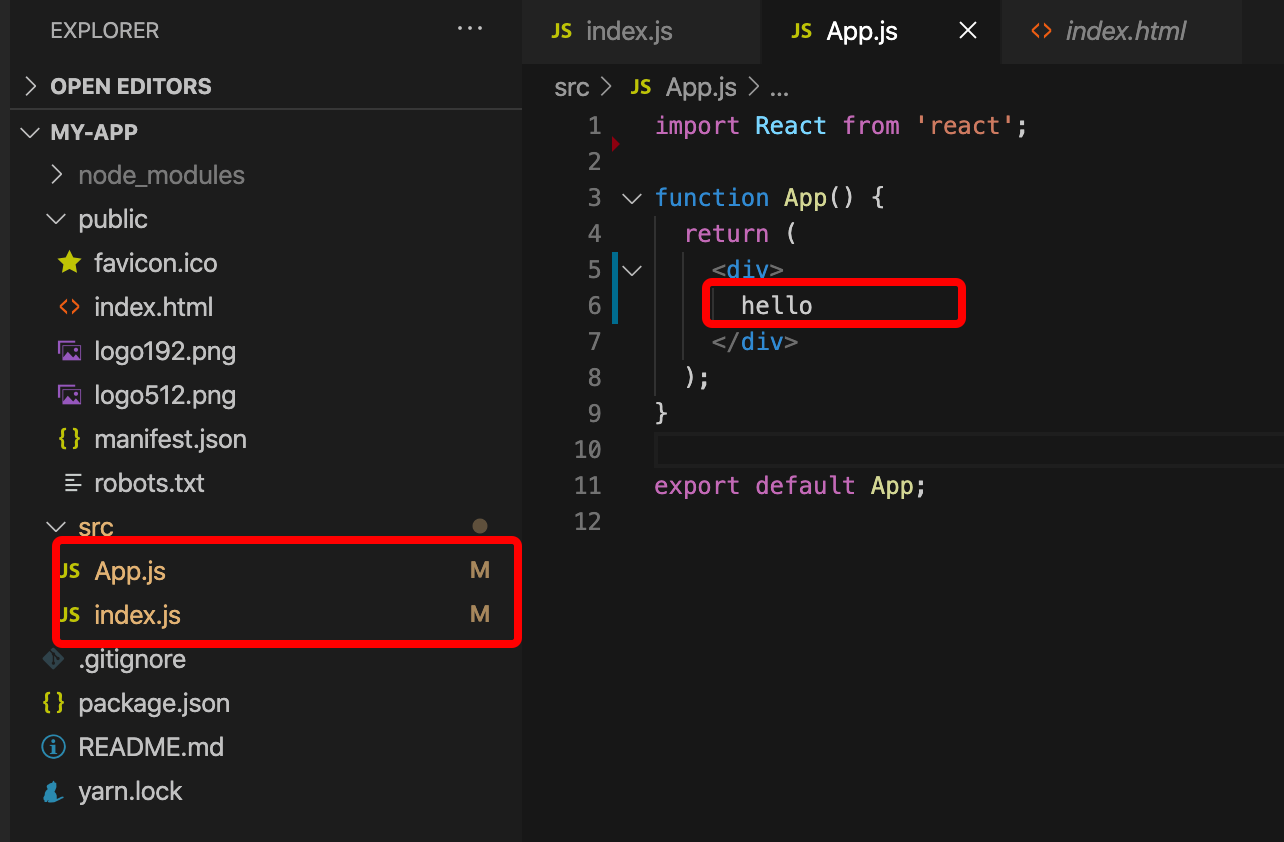 EXPLORER
OPEN EDITORS
MY-APP
node_modules
public
favicon.ico
index.html
logo192.png
logo512.png
manifest.json
robots.txt
src
JS App.js M
JS index.js M
.gitignore
package.json
README.md
yarn.lock
JS index.js
JS App.js
index.html
src > JS App.js > ...
1 import React from 'react';
2
3 function App() {
4 return (
5 <div>
6 hello
7 </div>
8 );
9 }
10
11 export default App;
12